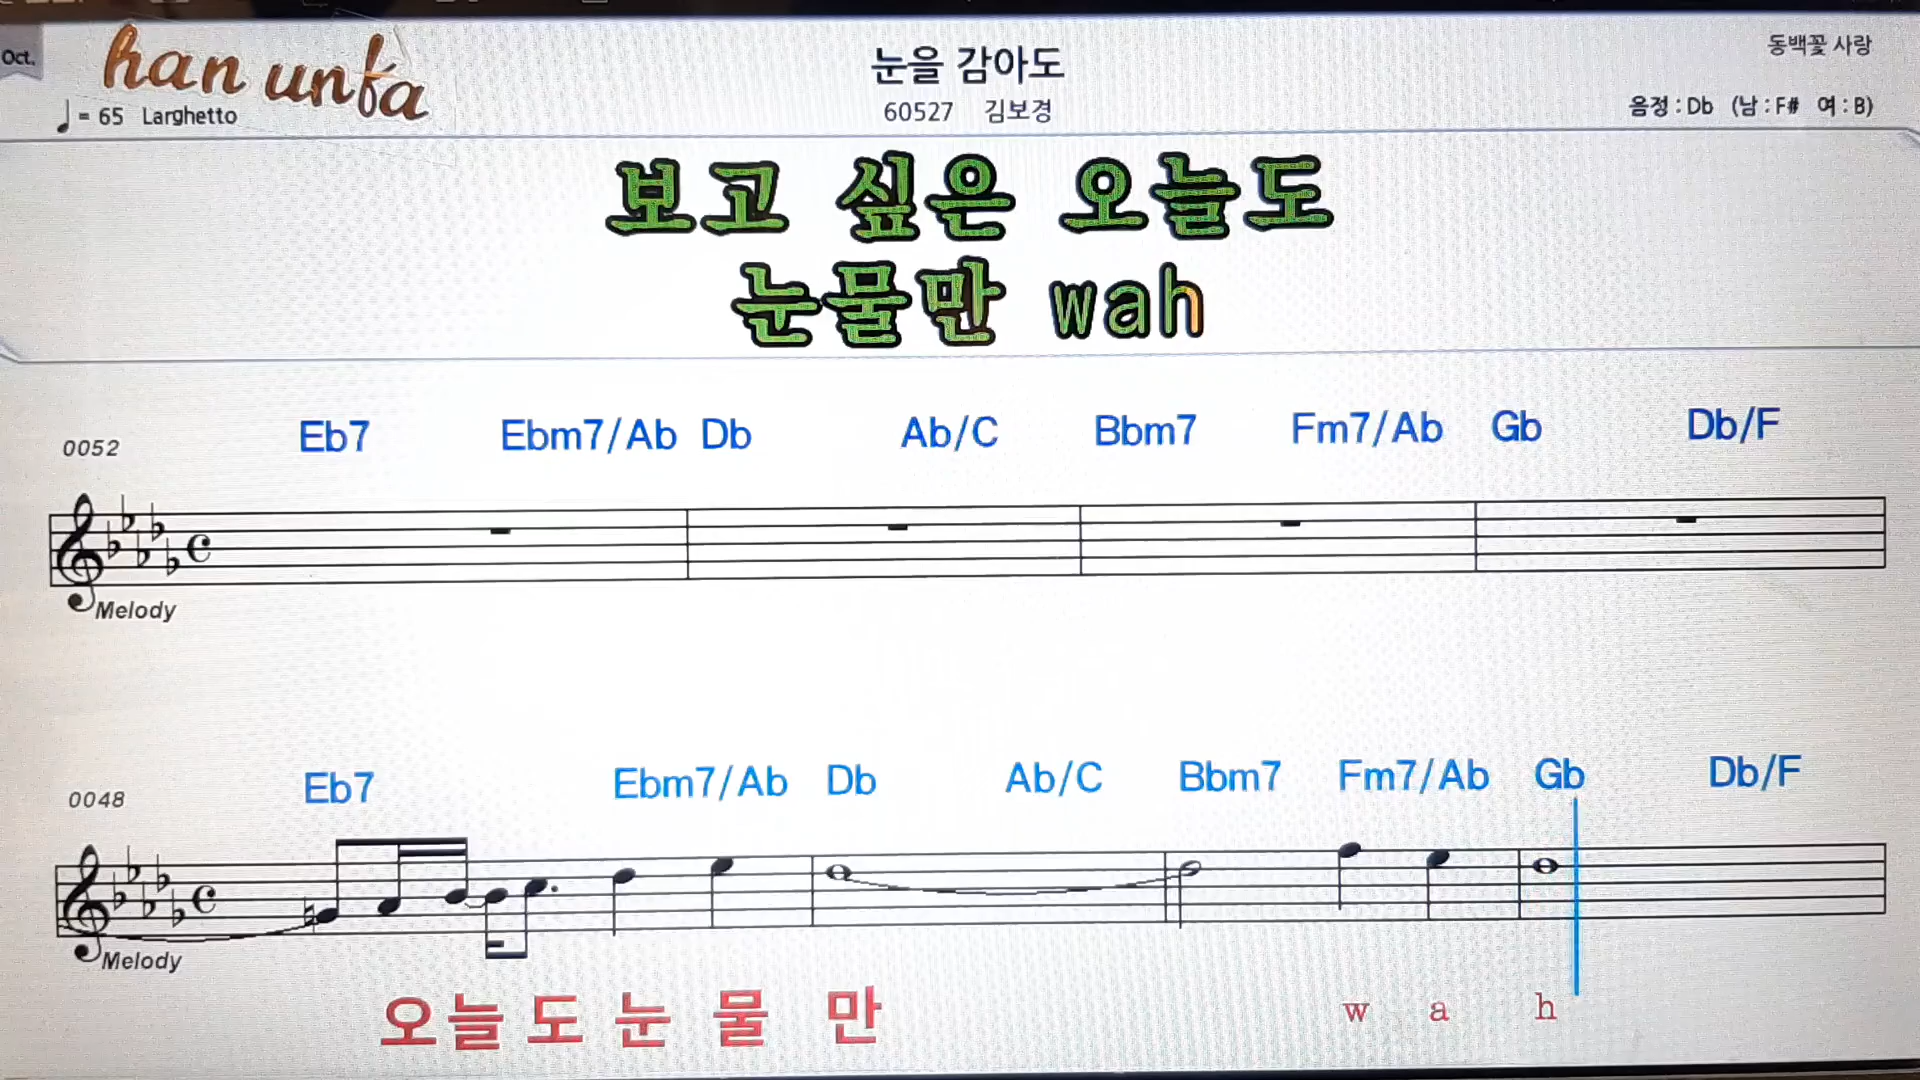 Oct.
han unfa
= 65 Larghetto
눈을 감아도
60527 김보경
동백꽃 사랑
음정 : Db (남 : F# 여 : B)
보고 싶은 오늘도
눈물만 wah
0052 Eb7 Ebm7/Ab Db Ab/C Bbm7 Fm7/Ab Gb Db/F
Melody
0048 Eb7 Ebm7/Ab Db Ab/C Bbm7 Fm7/Ab Gb Db/F
Melody
오늘도눈물만 w a h